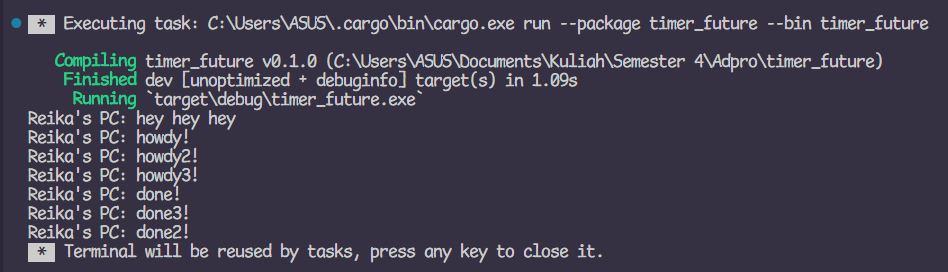 * Executing task: C:\Users\ASUS\.cargo\bin\cargo.exe run --package timer_future --bin timer_future
Compiling timer_future v0.1.0 (C:\Users\ASUS\Documents\Kuliah\Semester 4\Adpro\timer_future)
Finished dev [unoptimized + debuginfo] target(s) in 1.09s
Running `target\debug\timer_future.exe`
Reika's PC: hey hey hey
Reika's PC: howdy!
Reika's PC: howdy2!
Reika's PC: howdy3!
Reika's PC: done!
Reika's PC: done3!
Reika's PC: done2!
* Terminal will be reused by tasks, press any key to close it.